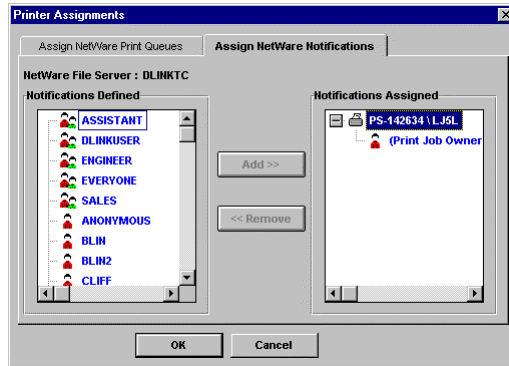 Printer Assignments
Assign NetWare Print Queues
Assign NetWare Notifications
NetWare File Server : DLINKTC
Notifications Defined
ASSISTANT
DLINKUSER
ENGINEER
EVERYONE
SALES
ANONYMOUS
BLIN
BLIN2
CLIFF
Add >>
<< Remove
Notifications Assigned
PS-142634 \ LJ5L
(Print Job Owner
OK
Cancel